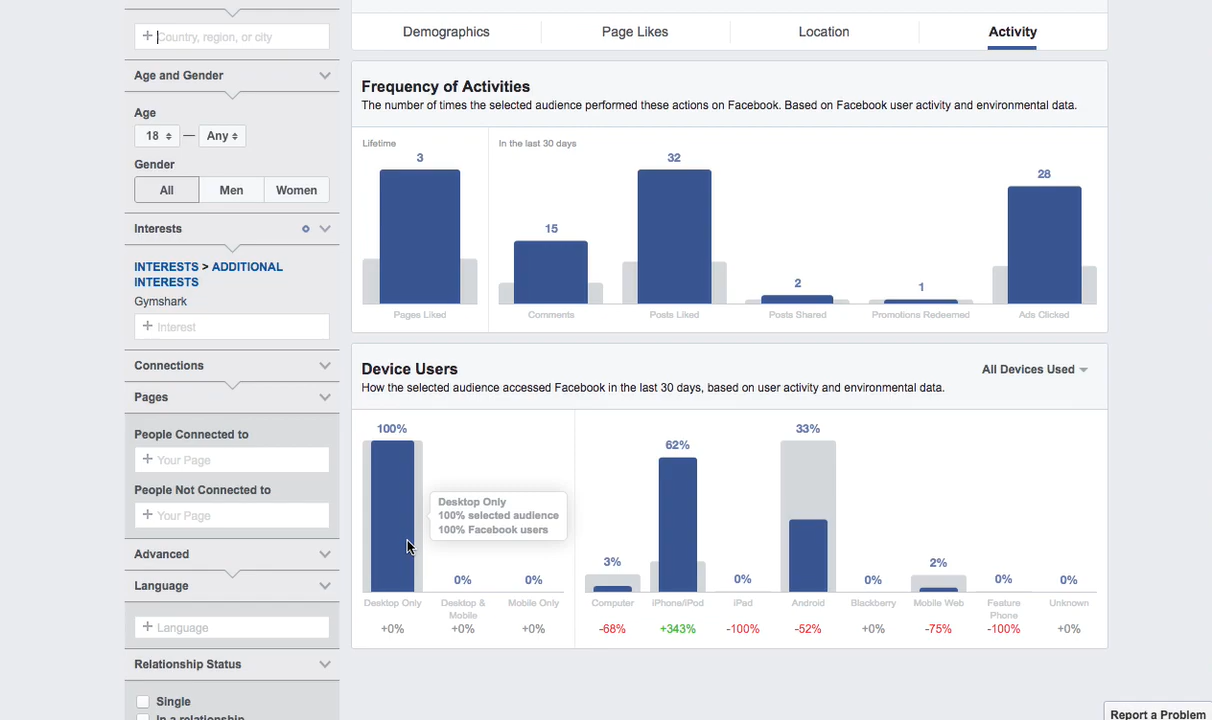 + Country, region, or city
Age and Gender
Age
18 — Any
Gender
All Men Women
Interests
INTERESTS > ADDITIONAL
INTERESTS
Gymshark
+ Interest
Connections
Pages
People Connected to
+ Your Page
People Not Connected to
+ Your Page
Advanced
Language
+ Language
Relationship Status
Single
In a relationship
Demographics Page Likes Location Activity
Frequency of Activities
The number of times the selected audience performed these actions on Facebook. Based on Facebook user activity and environmental data.
Lifetime In the last 30 days
3 15 32 2 1 28
Pages Liked Comments Posts Liked Posts Shared Promotions Redeemed Ads Clicked
Device Users All Devices Used
How the selected audience accessed Facebook in the last 30 days, based on user activity and environmental data.
100% 0% 0% 3% 62% 0% 33% 0% 2% 0% 0%
Desktop Only
100% selected audience
100% Facebook users
Desktop Only Desktop & Mobile Only Computer iPhone/iPod iPad Android Blackberry Mobile Web Feature Unknown
Mobile Phone
+0% +0% +0% -68% +343% -100% -52% +0% -75% -100% +0%
Report a Problem